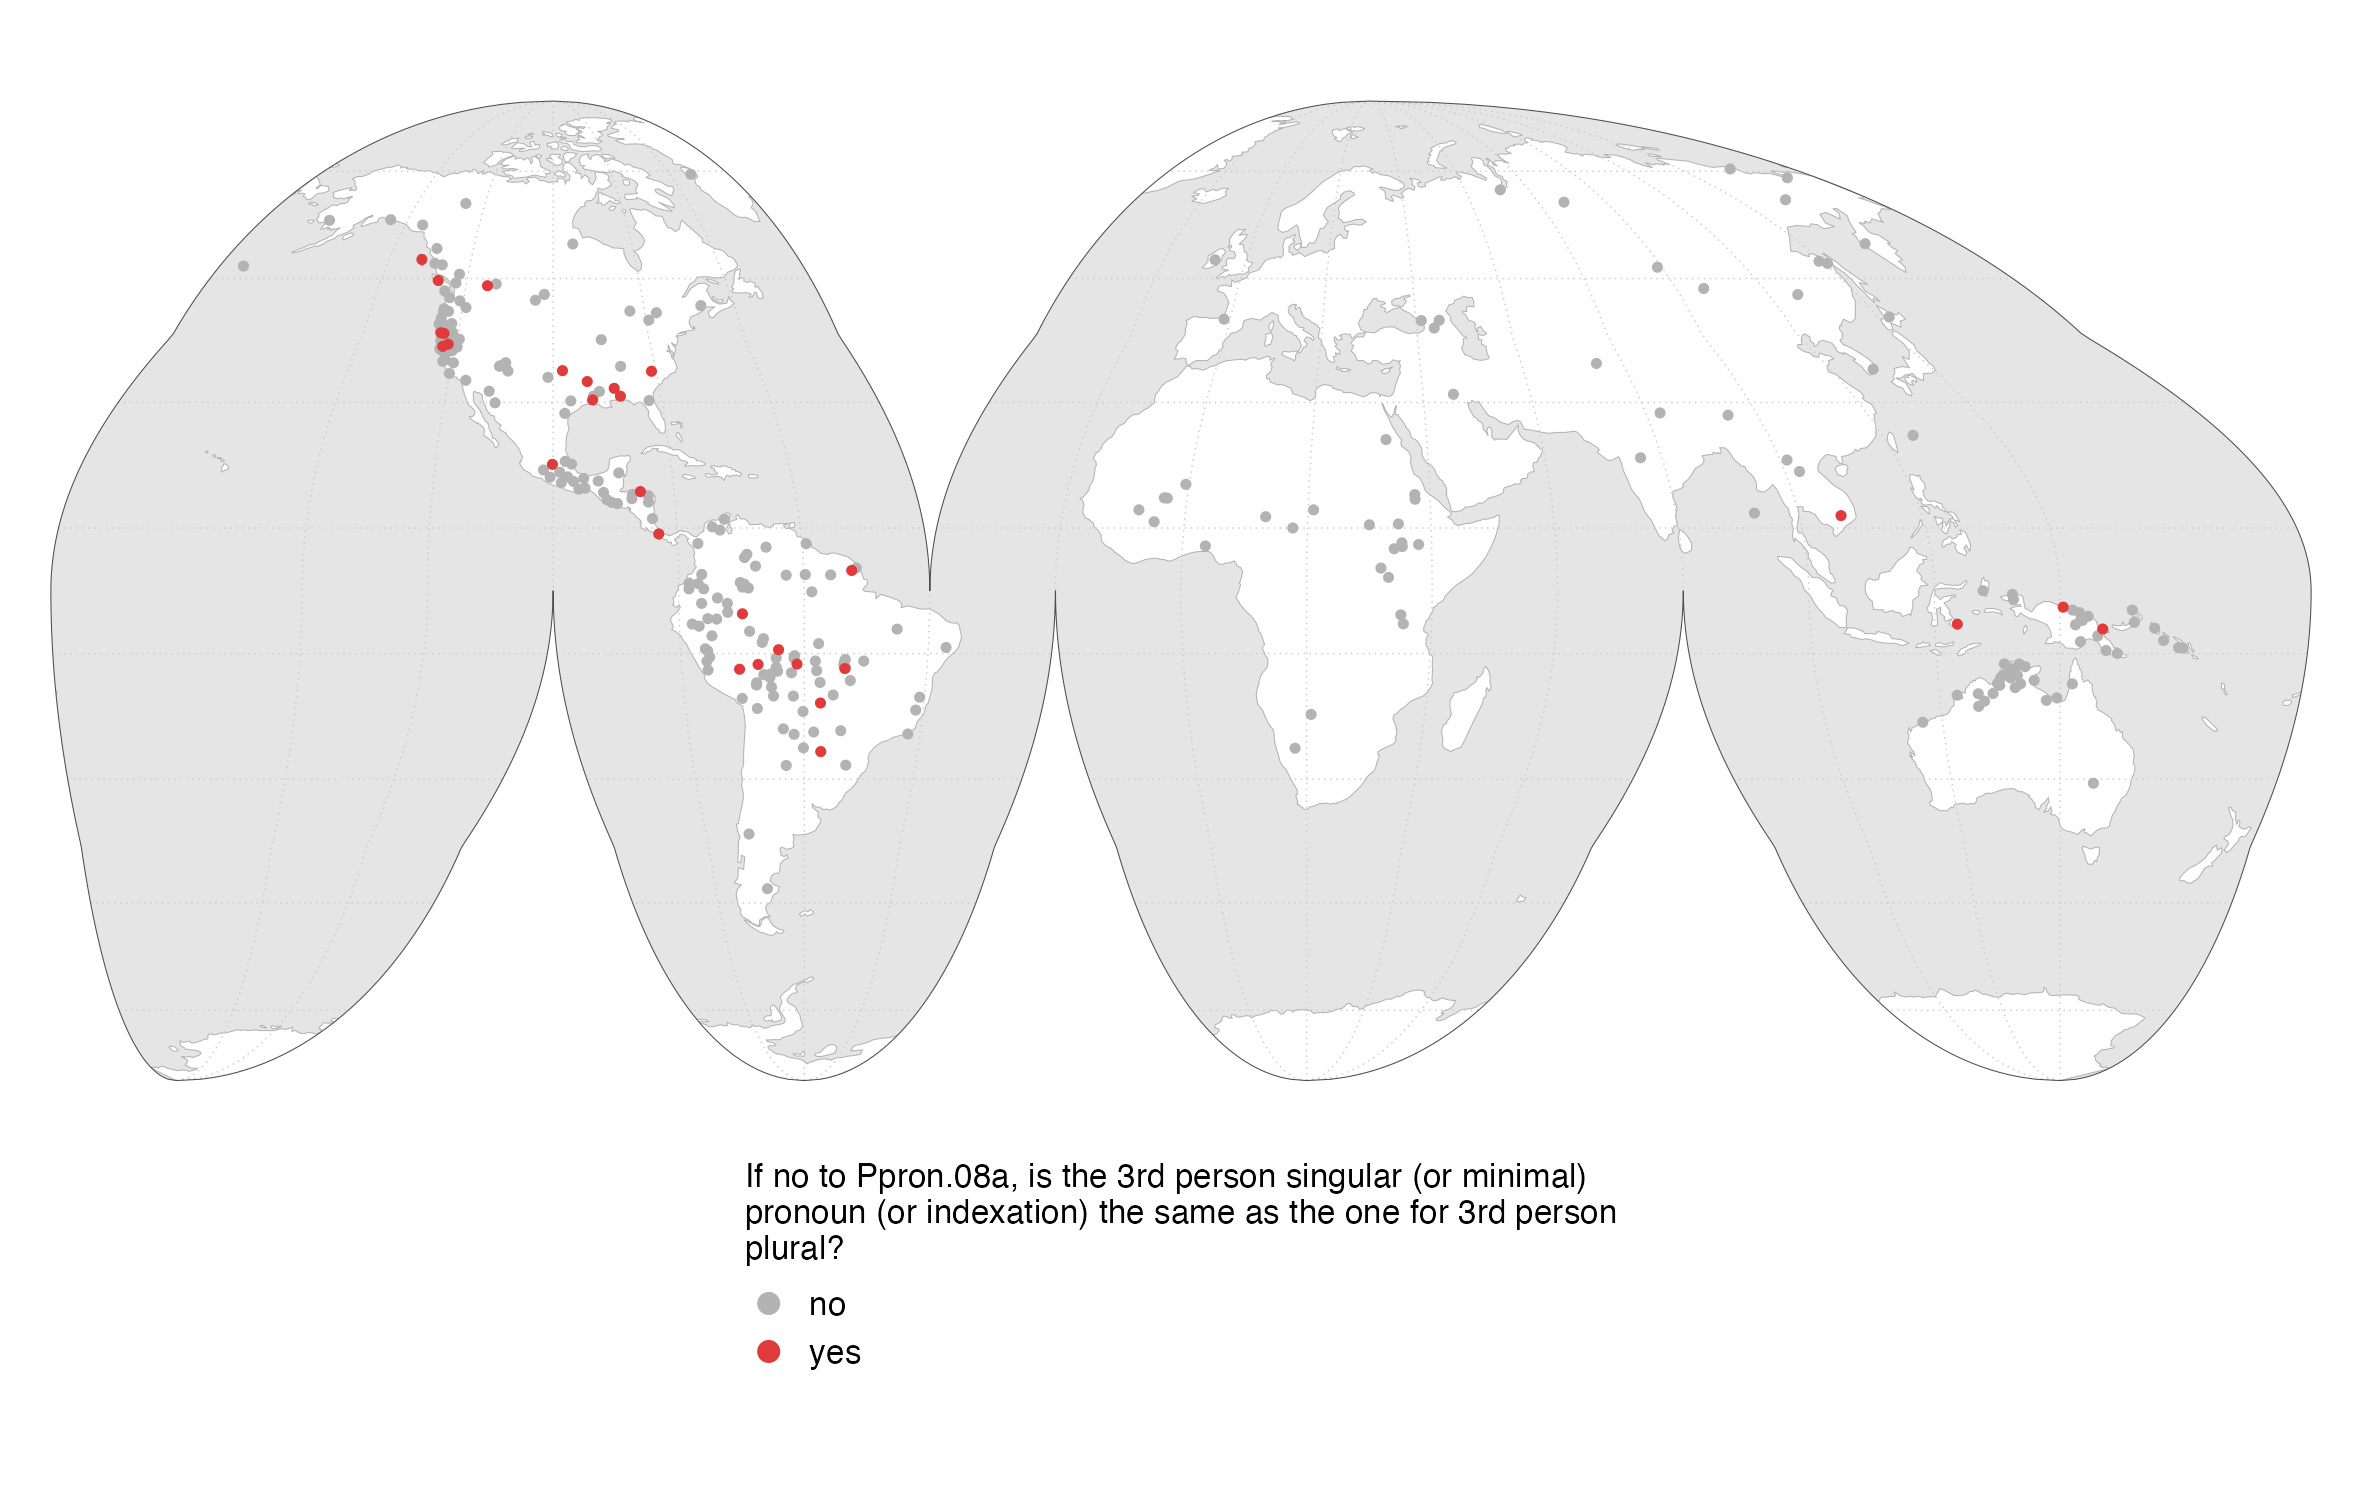 If no to Ppron.08a, is the 3rd person singular (or minimal)
pronoun (or indexation) the same as the one for 3rd person
plural?
no
yes